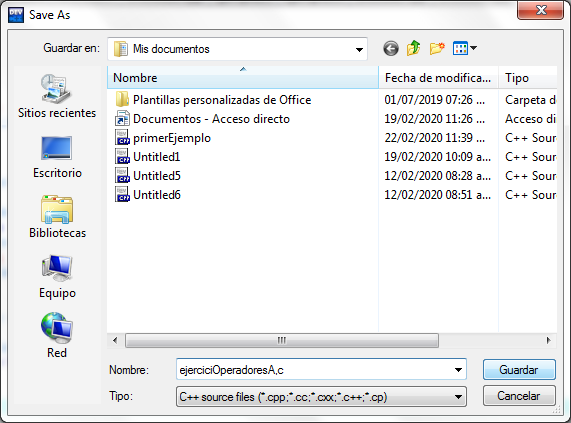 Save As
Guardar en: Mis documentos
Nombre Fecha de modifica... Tipo
Plantillas personalizadas de Office 01/07/2019 07:26 ... Carpeta d
Documentos - Acceso directo 19/02/2020 11:26 ... Acceso di
primerEjemplo 22/02/2020 11:39 ... C++ Sour
Untitled1 19/02/2020 10:09 a... C++ Sour
Untitled5 12/02/2020 08:28 a... C++ Sour
Untitled6 12/02/2020 08:51 a... C++ Sour
Sitios recientes
Escritorio
Bibliotecas
Equipo
Red
Nombre: ejerciciOperadoresA,c Guardar
Tipo: C++ source files (*.cpp;*.cc;*.cxx;*.c++;*.cp) Cancelar